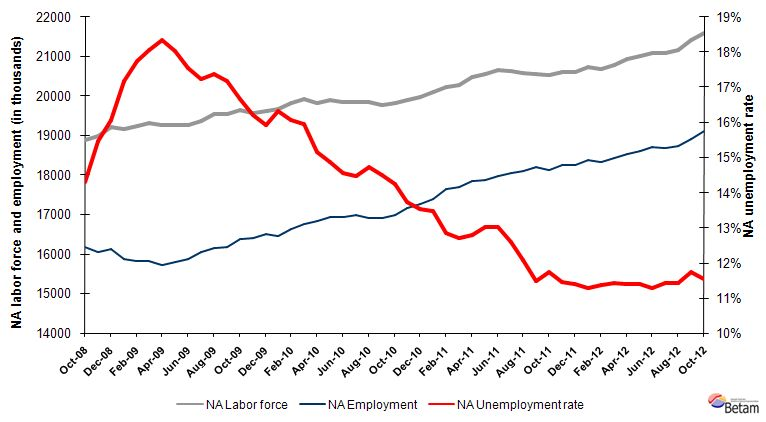 NA labor force and employment (in thousands)
22000
21000
20000
19000
18000
17000
16000
15000
14000
19%
18%
17%
16%
15%
14%
13%
12%
11%
10%
NA unemployment rate
Oct-08
Dec-08
Feb-09
Apr-09
Jun-09
Aug-09
Oct-09
Dec-09
Feb-10
Apr-10
Jun-10
Aug-10
Oct-10
Dec-10
Feb-11
Apr-11
Jun-11
Aug-11
Oct-11
Dec-11
Feb-12
Apr-12
Jun-12
Aug-12
Oct-12
NA Labor force
NA Employment
NA Unemployment rate
Betam